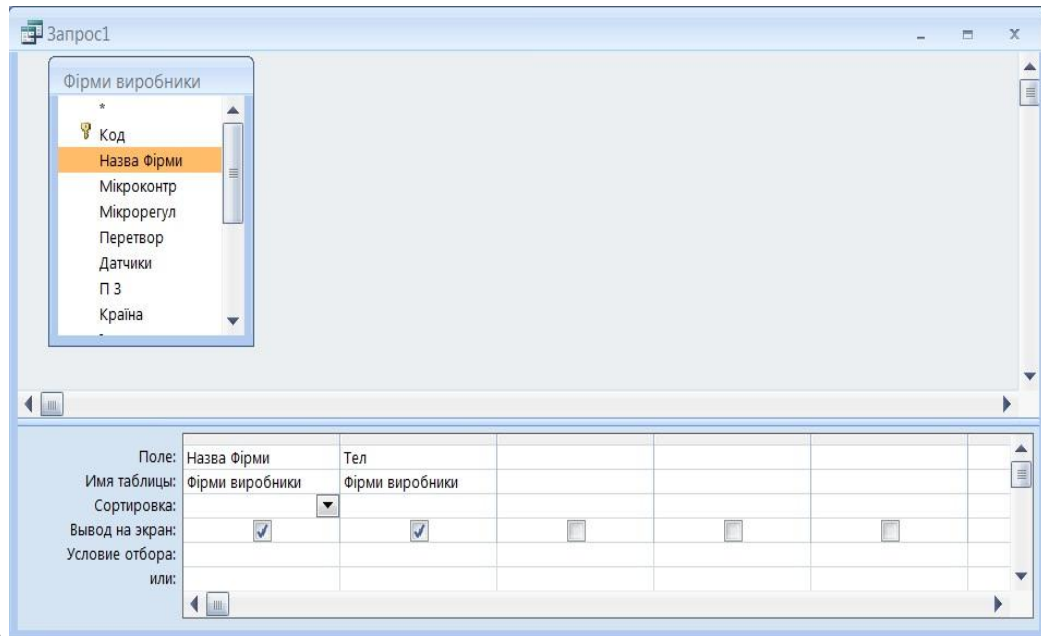 Запрос1
Фірми виробники
*
Код
Назва Фірми
Мікроконтр
Мікрорегул
Перетвор
Датчики
П З
Країна
Поле: Назва Фірми Тел
Имя таблицы: Фірми виробники Фірми виробники
Сортировка:
Вывод на экран:
Условие отбора:
или: